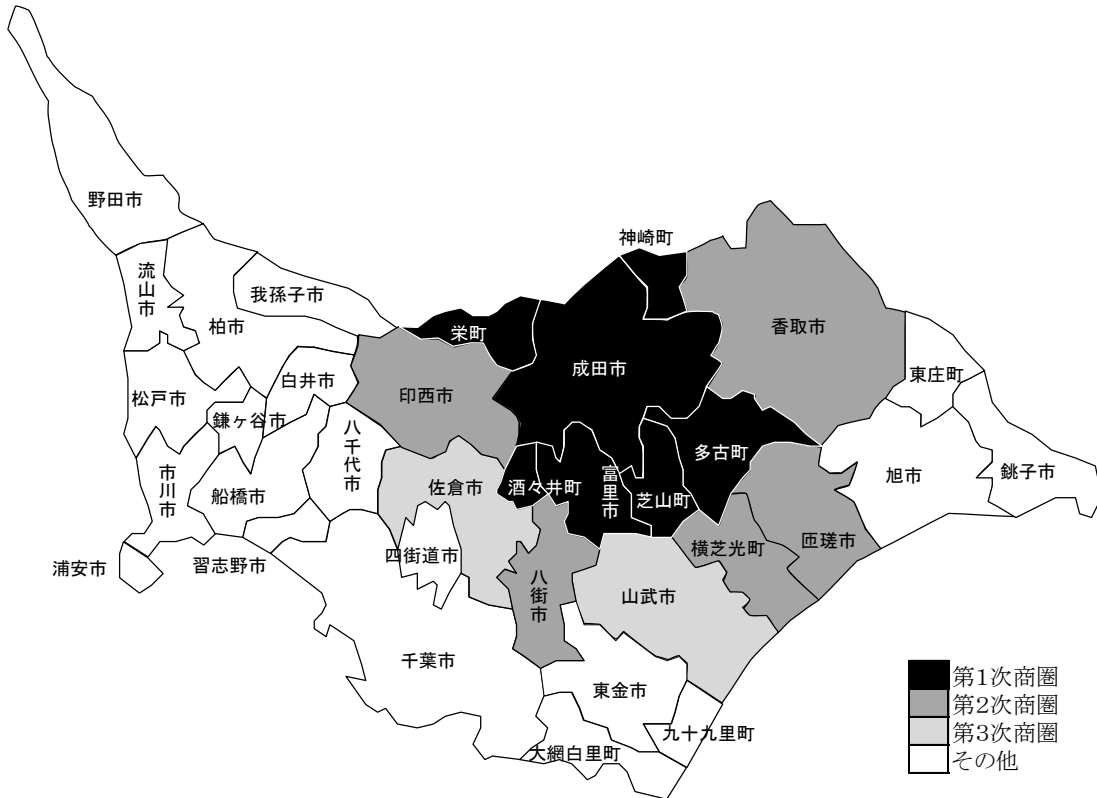 神崎町
野田市
流山市
我孫子市
柏市
栄町
香取市
成田市
東庄町
白井市
松戸市
印西市
鎌ヶ谷市
八千代市
多古町
市川市
船橋市
佐倉市
酒々井町
富里市
芝山町
旭市
銚子市
浦安市
習志野市
四街道市
横芝光町
匝瑳市
八街市
山武市
千葉市
東金市
九十九里町
大網白里町
第1次商圏
第2次商圏
第3次商圏
その他